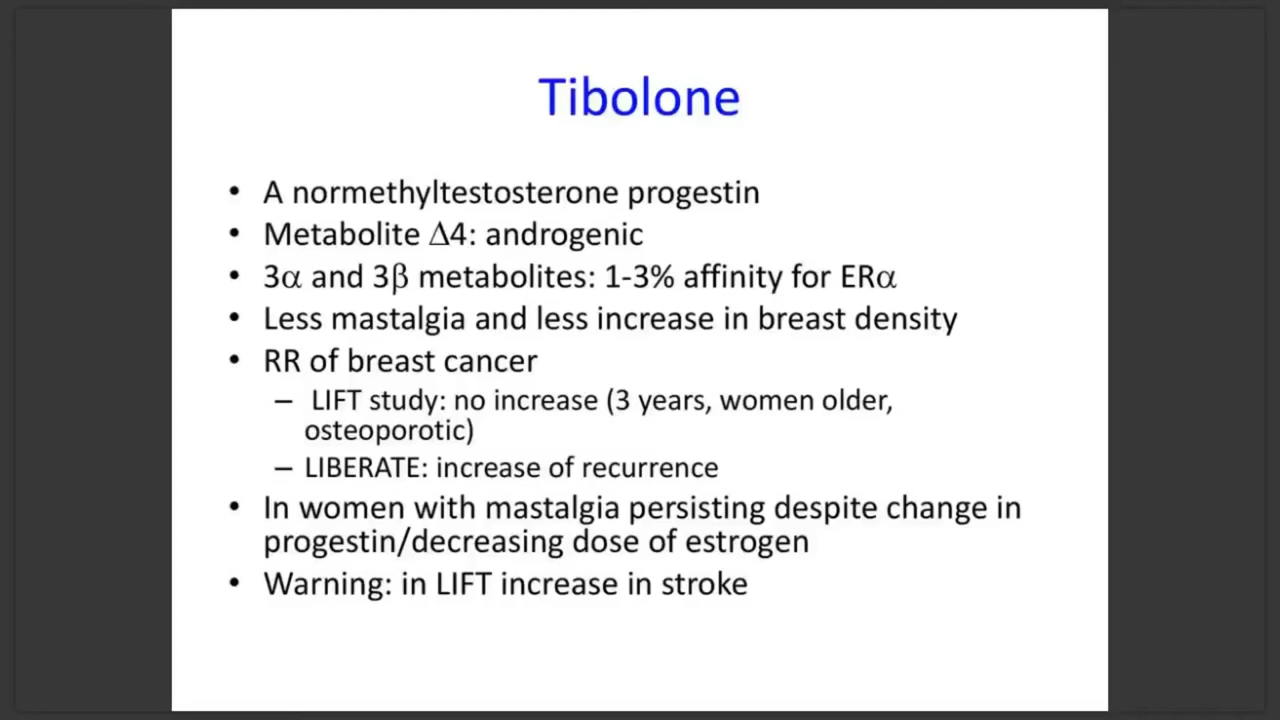 Tibolone
• A normethyltestosterone progestin
• Metabolite Δ4: androgenic
• 3α and 3β metabolites: 1-3% affinity for ERα
• Less mastalgia and less increase in breast density
• RR of breast cancer
– LIFT study: no increase (3 years, women older,
osteoporotic)
– LIBERATE: increase of recurrence
• In women with mastalgia persisting despite change in
progestin/decreasing dose of estrogen
• Warning: in LIFT increase in stroke